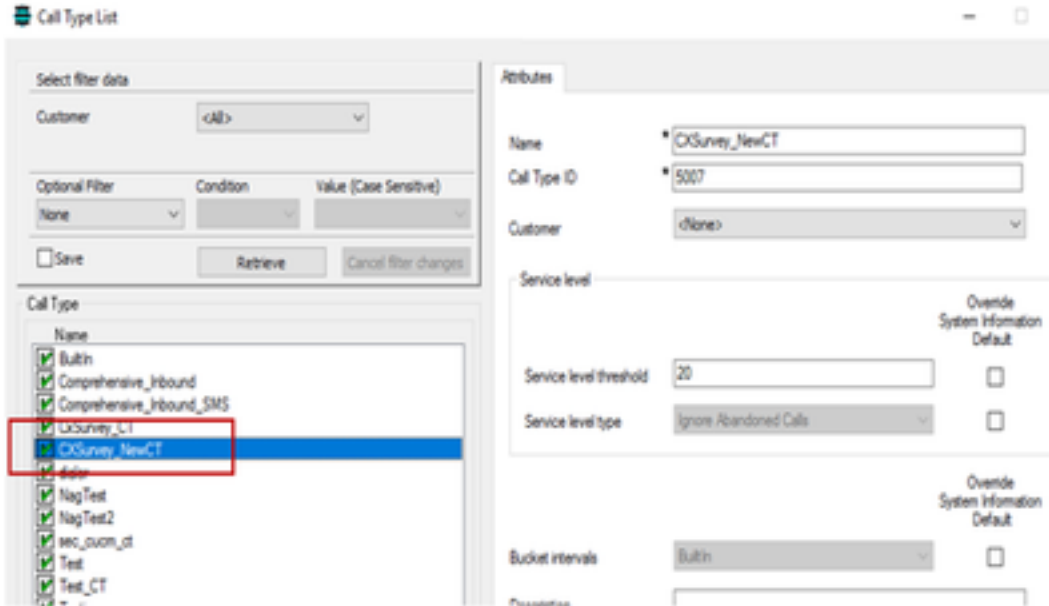 Call Type List
Select filter data
Customer
<All>
Optional Filter
Condition
Value (Case Sensitive)
None
Save
Retrieve
Cancel filter changes
Call Type
Name
BuiltIn
Comprehensive_Inbound
Comprehensive_Inbound_SMS
CxSurvey_CT
CXSurvey_NewCT
dialer
NagTest
NagTest2
sec_cucm_ct
Test
Test_CT
Attributes
Name * CXSurvey_NewCT
Call Type ID * 5007
Customer <None>
Service level
Override
System Information
Default
Service level threshold 20
Service level type Ignore Abandoned Calls
Override
System Information
Default
Bucket intervals BuiltIn
Description